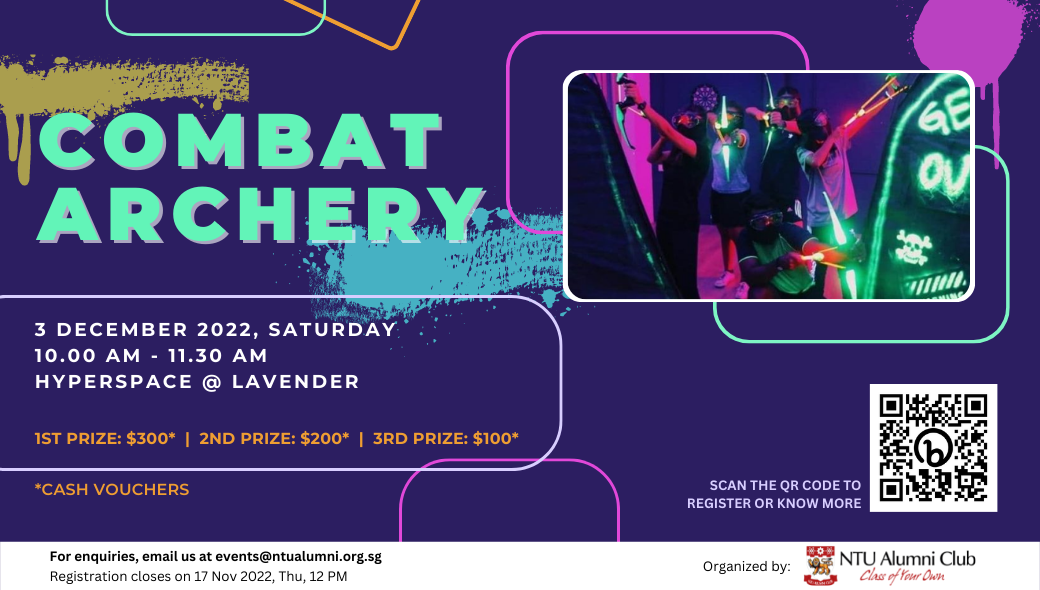 COMBAT
ARCHERY
GE
OU
3 DECEMBER 2022, SATURDAY
10.00 AM - 11.30 AM
HYPERSPACE @ LAVENDER
1ST PRIZE: $300* | 2ND PRIZE: $200* | 3RD PRIZE: $100*
*CASH VOUCHERS
SCAN THE QR CODE TO
REGISTER OR KNOW MORE
b
For enquiries, email us at events@ntualumni.org.sg
Registration closes on 17 Nov 2022, Thu, 12 PM
Organized by:
NTU Alumni Club
Class of Your Own